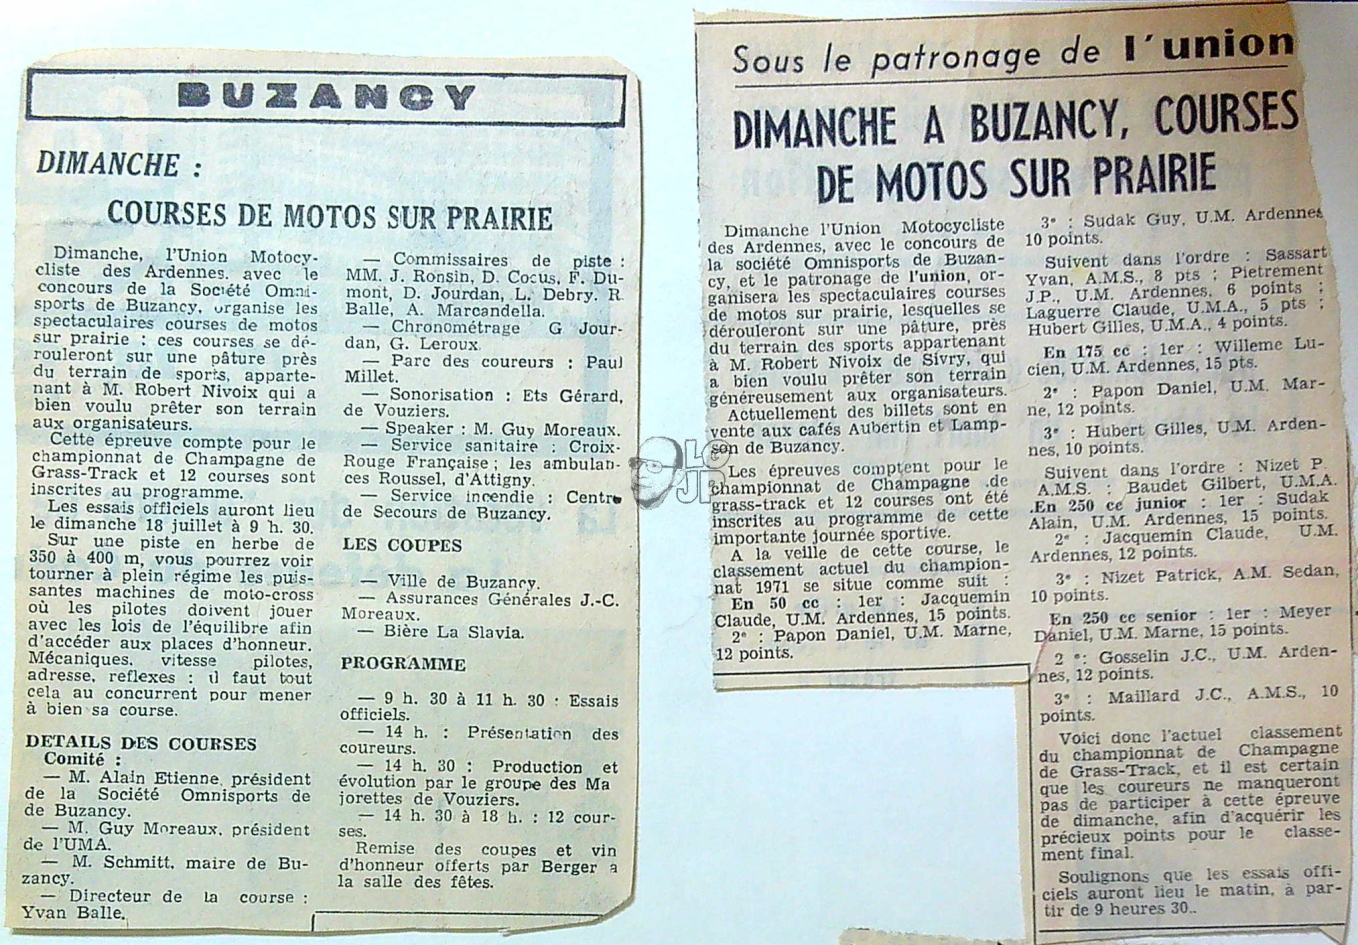 BUZANCY
DIMANCHE :
COURSES DE MOTOS SUR PRAIRIE
Dimanche, l'Union Motocy-
cliste des Ardennes, avec le
concours de la Société Omni-
sports de Buzancy, organise les
spectaculaires courses de motos
sur prairie : ces courses se dé-
rouleront sur une pâture près
du terrain de sports, apparte-
nant à M. Robert Nivoix qui a
bien voulu prêter son terrain
aux organisateurs.
Cette épreuve compte pour le
championnat de Champagne de
Grass-Track et 12 courses sont
inscrites au programme.
Les essais officiels auront lieu
le dimanche 18 juillet à 9 h. 30.
Sur une piste en herbe de
350 à 400 m, vous pourrez voir
tourner à plein régime les puis-
santes machines de moto-cross
où les pilotes doivent jouer
avec les lois de l'équilibre afin
d'accéder aux places d'honneur.
Mécaniques, vitesse pilotes,
adresse, reflexes : il faut tout
cela au concurrent pour mener
à bien sa course.
DETAILS DES COURSES
Comité :
— M. Alain Etienne, président
de la Société Omnisports de
de Buzancy.
— M. Guy Moreaux, président
de l'UMA.
— M. Schmitt, maire de Bu-
zancy.
— Directeur de la course :
Yvan Balle.
— Commissaires de piste :
MM. J. Ronsin, D. Cocus, F. Du-
mont, D. Jourdan, L. Debry. R.
Balle, A. Marcandella.
— Chronométrage G Jour-
dan, G. Leroux.
— Parc des coureurs : Paul
Millet.
— Sonorisation : Ets Gérard,
de Vouziers.
— Speaker : M. Guy Moreaux.
— Service sanitaire : Croix-
Rouge Française ; les ambulan-
ces Roussel, d'Attigny.
— Service incendie : Centre
de Secours de Buzancy.
LES COUPES
— Ville de Buzancy.
— Assurances Générales J.-C.
Moreaux.
— Bière La Slavia.
PROGRAMME
— 9 h. 30 à 11 h. 30 : Essais
officiels.
— 14 h. : Présentation des
coureurs.
— 14 h. 30 : Production et
évolution par le groupe des Ma
jorettes de Vouziers.
— 14 h. 30 à 18 h. : 12 cour-
ses.
Remise des coupes et vin
d'honneur offerts par Berger a
la salle des fêtes.
LG
JP
Sous le patronage de l'union
DIMANCHE A BUZANCY, COURSES
DE MOTOS SUR PRAIRIE
Dimanche l'Union Motocycliste
des Ardennes, avec le concours de
la société Omnisports de Buzan-
cy, et le patronage de l'union, or-
ganisera les spectaculaires courses
de motos sur prairie, lesquelles se
dérouleront sur une pâture, près
du terrain des sports appartenant
à M. Robert Nivoix de Sivry, qui
a bien voulu prêter son terrain
généreusement aux organisateurs.
Actuellement des billets sont en
vente aux cafés Aubertin et Lamp-
son de Buzancy.
Les épreuves comptent pour le
championnat de Champagne de
grass-track et 12 courses ont été
inscrites au programme de cette
importante journée sportive.
A la veille de cette course, le
classement actuel du champion-
nat 1971 se situe comme suit :
En 50 cc : 1er : Jacquemin
Claude, U.M. Ardennes, 15 points.
2e : Papon Daniel, U.M. Marne,
12 points.
3e : Sudak Guy, U.M. Ardennes
10 points.
Suivent dans l'ordre : Sassart
Yvan, A.M.S., 8 pts ; Pietrement
J.P., U.M. Ardennes, 6 points ;
Laguerre Claude, U.M.A., 5 pts ;
Hubert Gilles, U.M.A., 4 points.
En 175 cc : 1er : Willeme Lu-
cien, U.M. Ardennes, 15 pts.
2e : Papon Daniel, U.M. Mar-
ne, 12 points.
3e : Hubert Gilles, U.M. Arden-
nes, 10 points.
Suivent dans l'ordre : Nizet P.
A.M.S. ; Baudet Gilbert, U.M.A.
.En 250 cc junior : 1er : Sudak
Alain, U.M. Ardennes, 15 points.
2e : Jacquemin Claude, U.M.
Ardennes, 12 points.
3e : Nizet Patrick, A.M. Sedan,
10 points.
En 250 cc senior : 1er : Meyer
Daniel, U.M. Marne, 15 points.
2 e : Gosselin J.C., U.M. Arden-
nes, 12 points.
3e : Maillard J.C., A.M.S., 10
points.
Voici donc l'actuel classement
du championnat de Champagne
de Grass-Track, et il est certain
que les coureurs ne manqueront
pas de participer à cette épreuve
de dimanche, afin d'acquérir les
précieux points pour le classe-
ment final.
Soulignons que les essais offi-
ciels auront lieu le matin, à par-
tir de 9 heures 30..